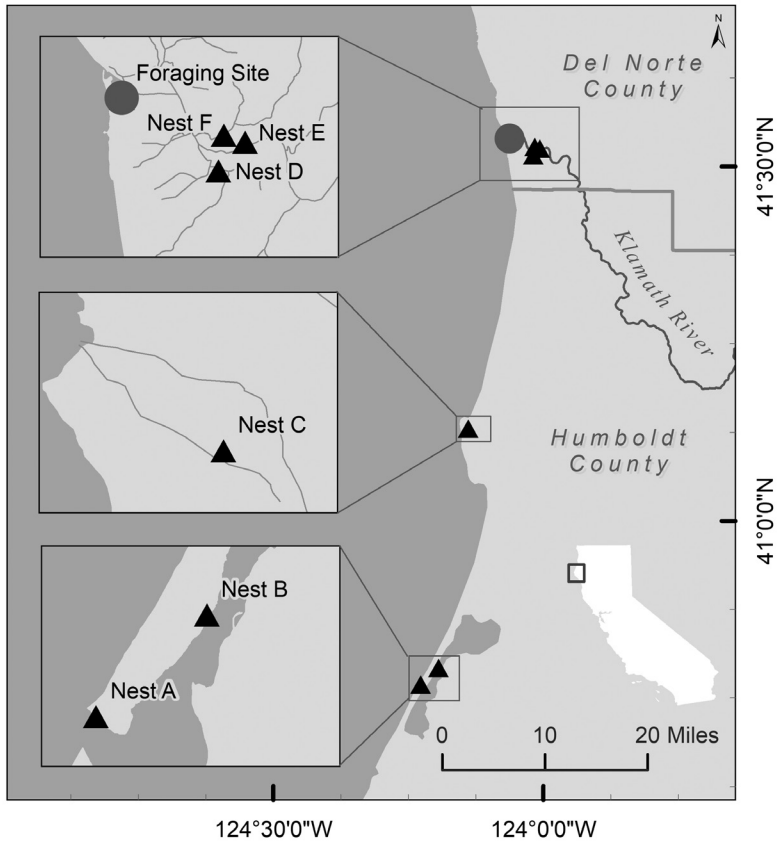 N
Del Norte
County
Foraging Site
Nest F
Nest E
Nest D
41°30'0"N
Klamath River
Nest C
Humboldt
County
41°0'0"N
Nest B
Nest A
0 10 20 Miles
124°30'0"W 124°0'0"W